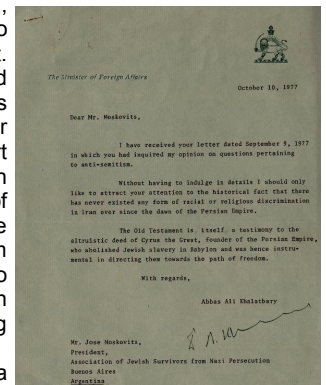 The Minister of Foreign Affairs
October 10, 1977
Dear Mr. Moskovits,
I have received your letter dated September 9, 1977
in which you had inquired my opinion on questions pertaining
to anti-semitism.
Without having to indulge in details I should only
like to attract your attention to the historical fact that there
has never existed any form of racial or religious discrimination
in Iran ever since the dawn of the Persian Empire.
The Old Testament is itself a testimony to the
altruistic deed of Cyrus the Great, founder of the Persian Empire,
who abolished Jewish slavery in Babylon and was hence instru-
mental in directing them towards the path of freedom.
With regards,
Abbas Ali Khalatbary
Mr. Jose Moskovits,
President,
Association of Jewish Survivors from Nazi Persecution
Buenos Aires
Argentina